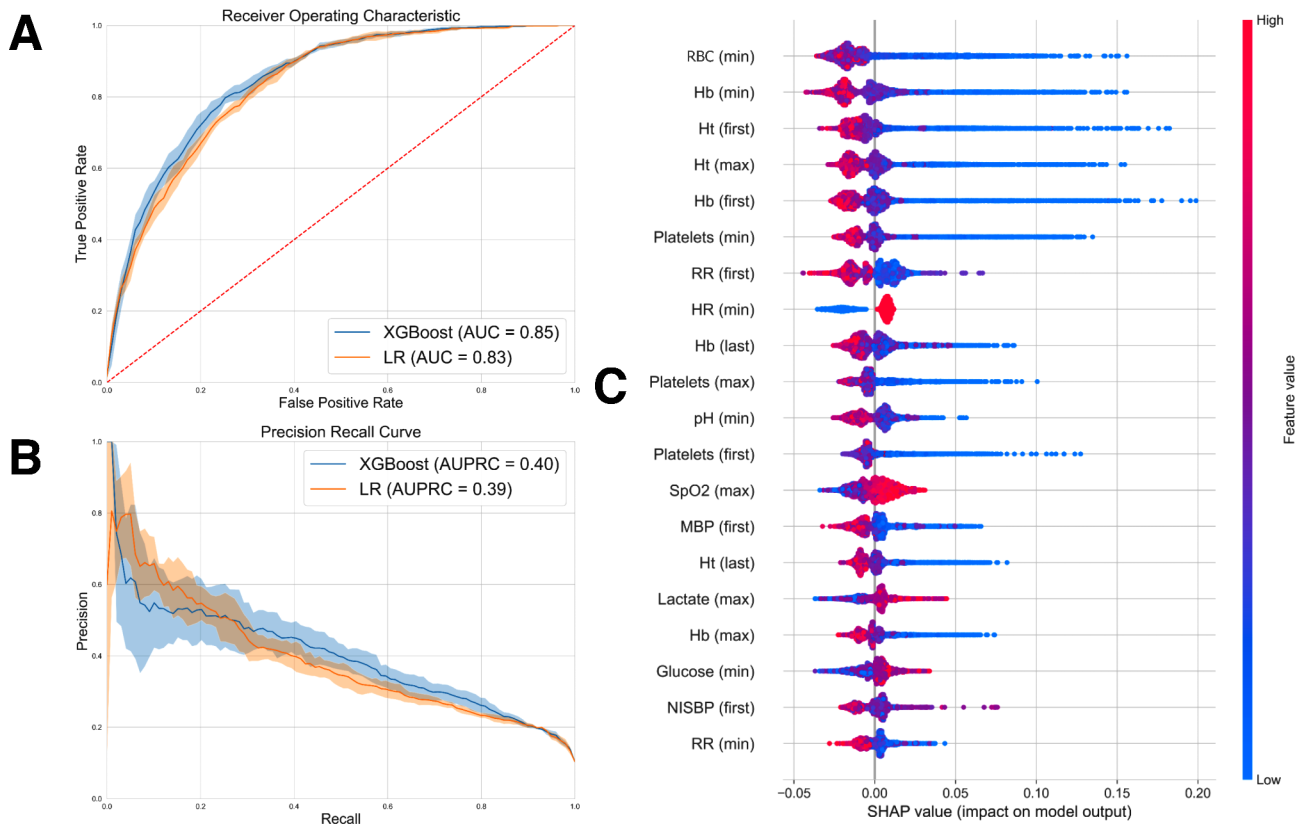 A
Receiver Operating Characteristic
1.0
0.8
0.6
0.4
0.2
0.0
True Positive Rate
XGBoost (AUC = 0.85)
LR (AUC = 0.83)
0.0 0.2 0.4 0.6 0.8 1.0
False Positive Rate
B
Precision Recall Curve
1.0
0.8
0.6
0.4
0.2
0.0
Precision
XGBoost (AUPRC = 0.40)
LR (AUPRC = 0.39)
0.0 0.2 0.4 0.6 0.8 1.0
Recall
C
RBC (min)
Hb (min)
Ht (first)
Ht (max)
Hb (first)
Platelets (min)
RR (first)
HR (min)
Hb (last)
Platelets (max)
pH (min)
Platelets (first)
SpO2 (max)
MBP (first)
Ht (last)
Lactate (max)
Hb (max)
Glucose (min)
NISBP (first)
RR (min)
−0.05 0.00 0.05 0.10 0.15 0.20
SHAP value (impact on model output)
High
Feature value
Low